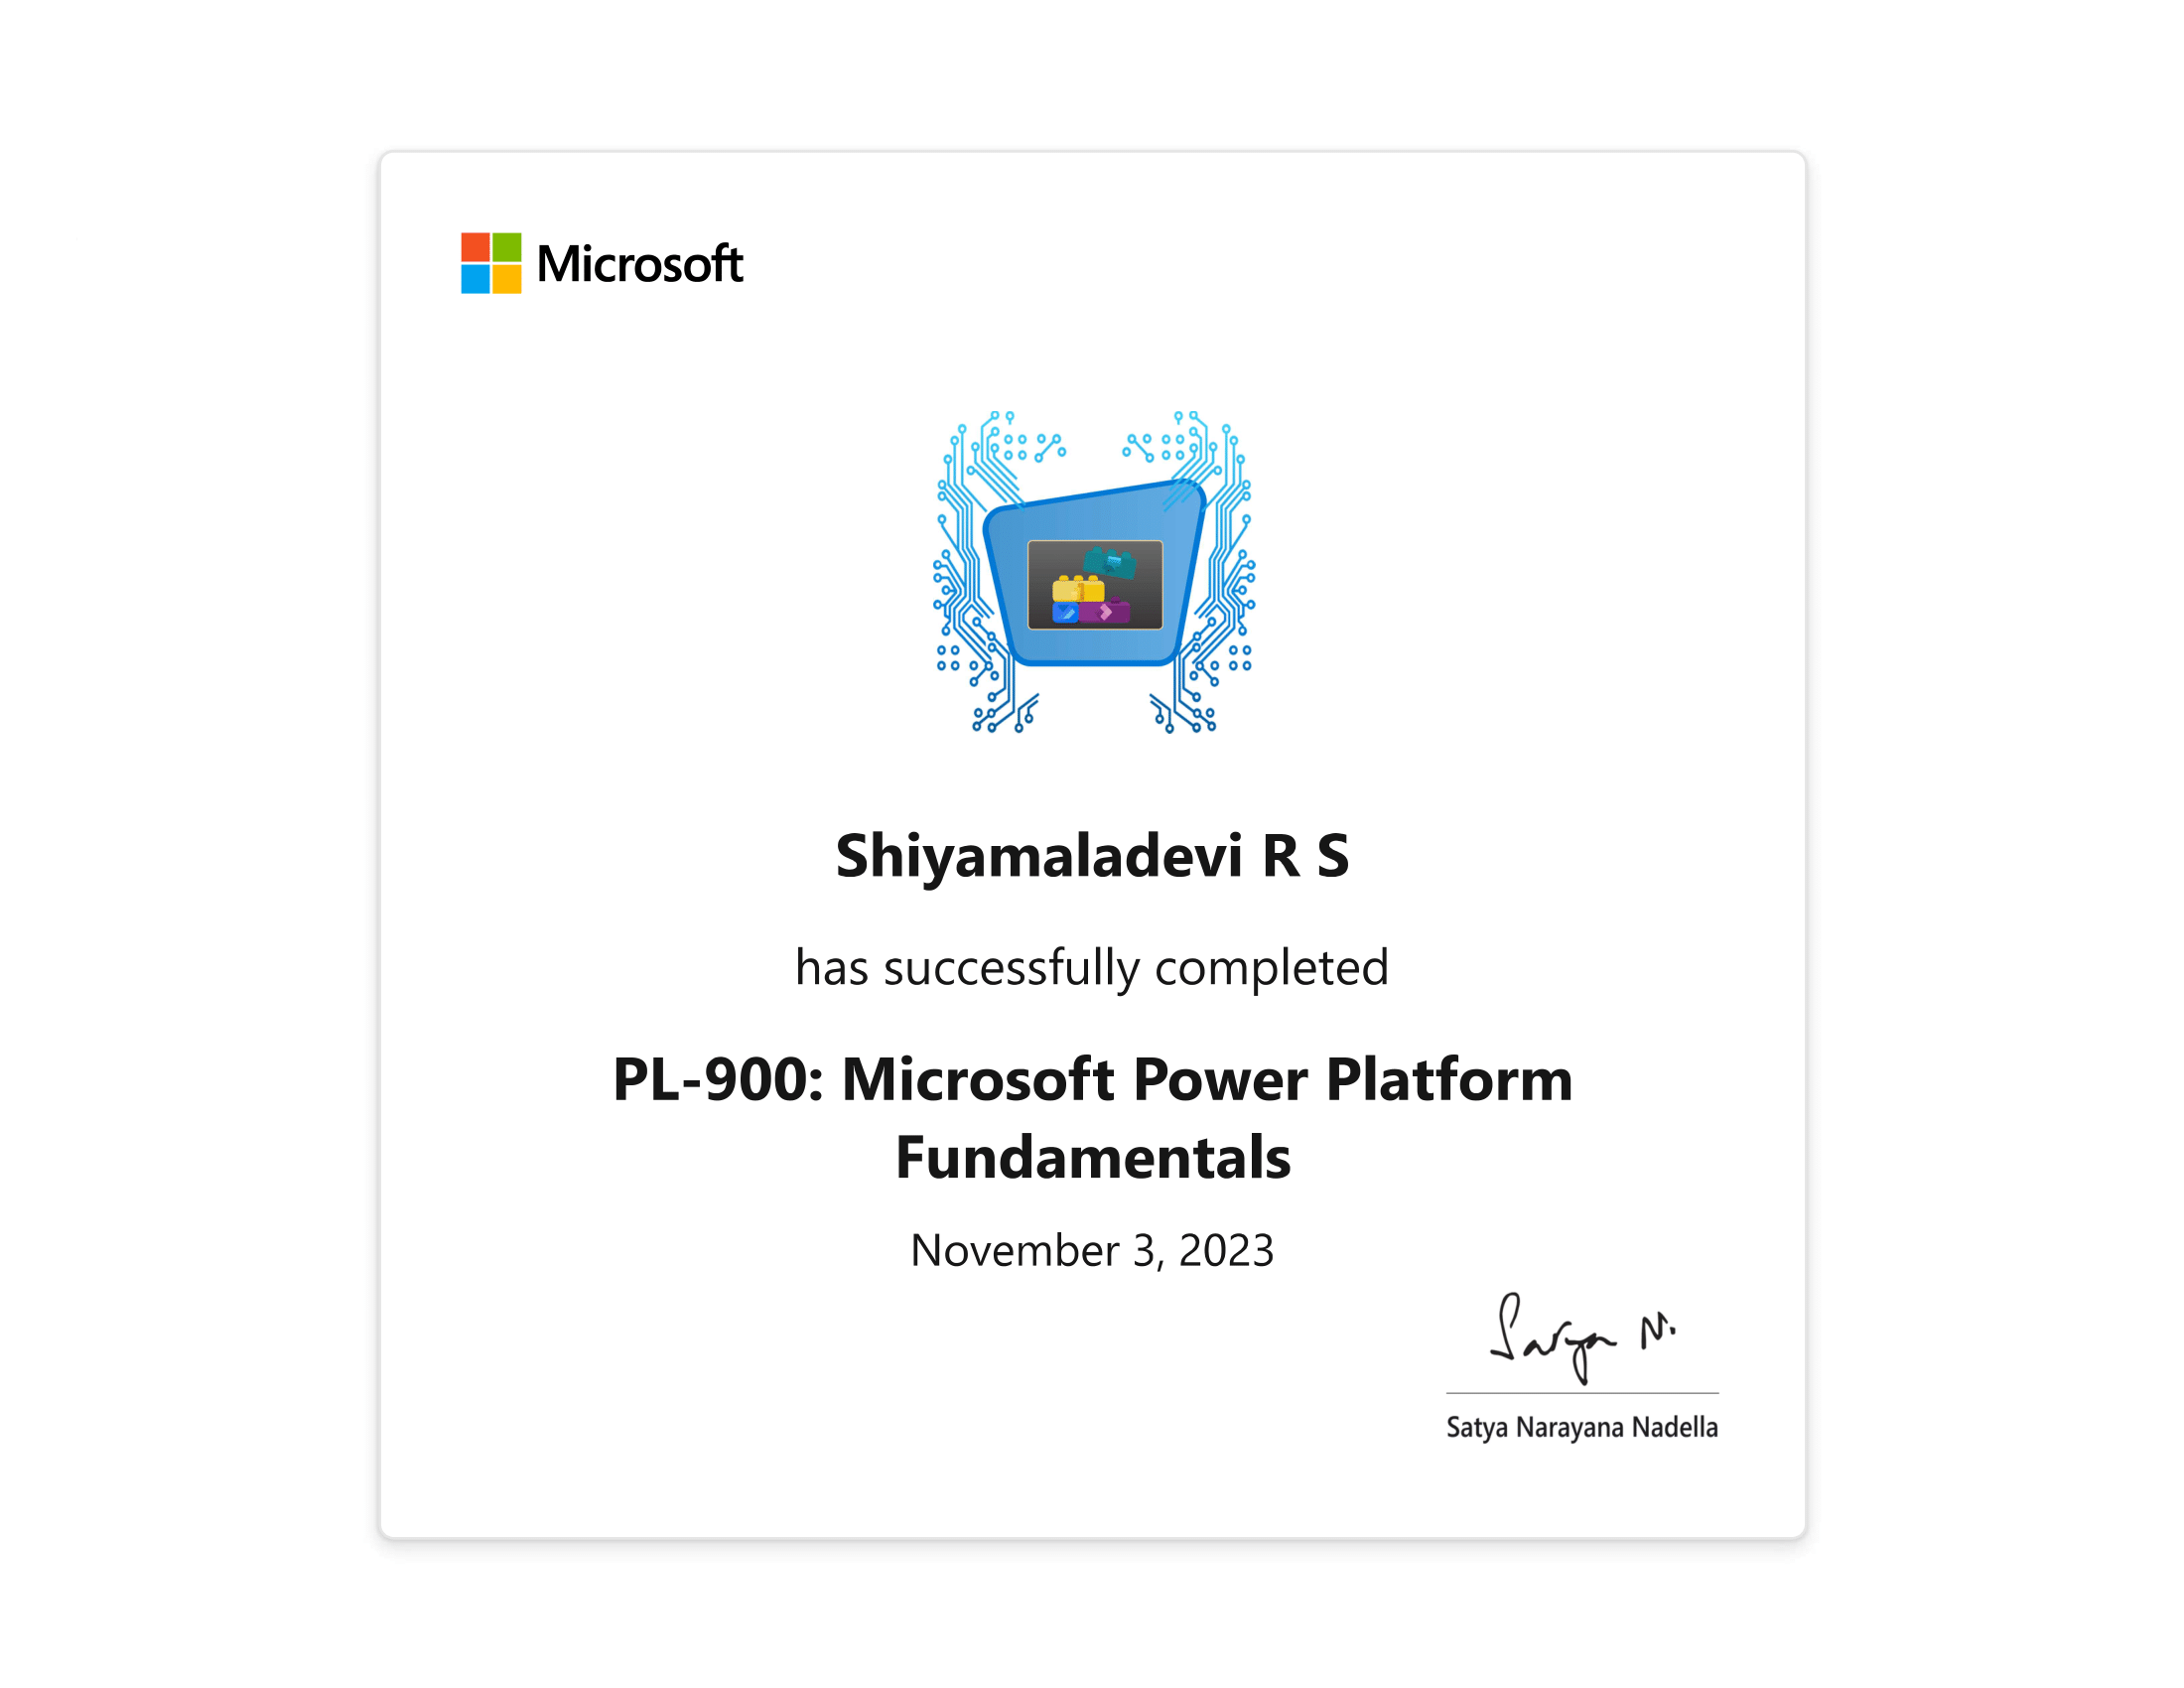 Microsoft
Shiyamaladevi R S
has successfully completed
PL-900: Microsoft Power Platform
Fundamentals
November 3, 2023
Satya N.
Satya Narayana Nadella